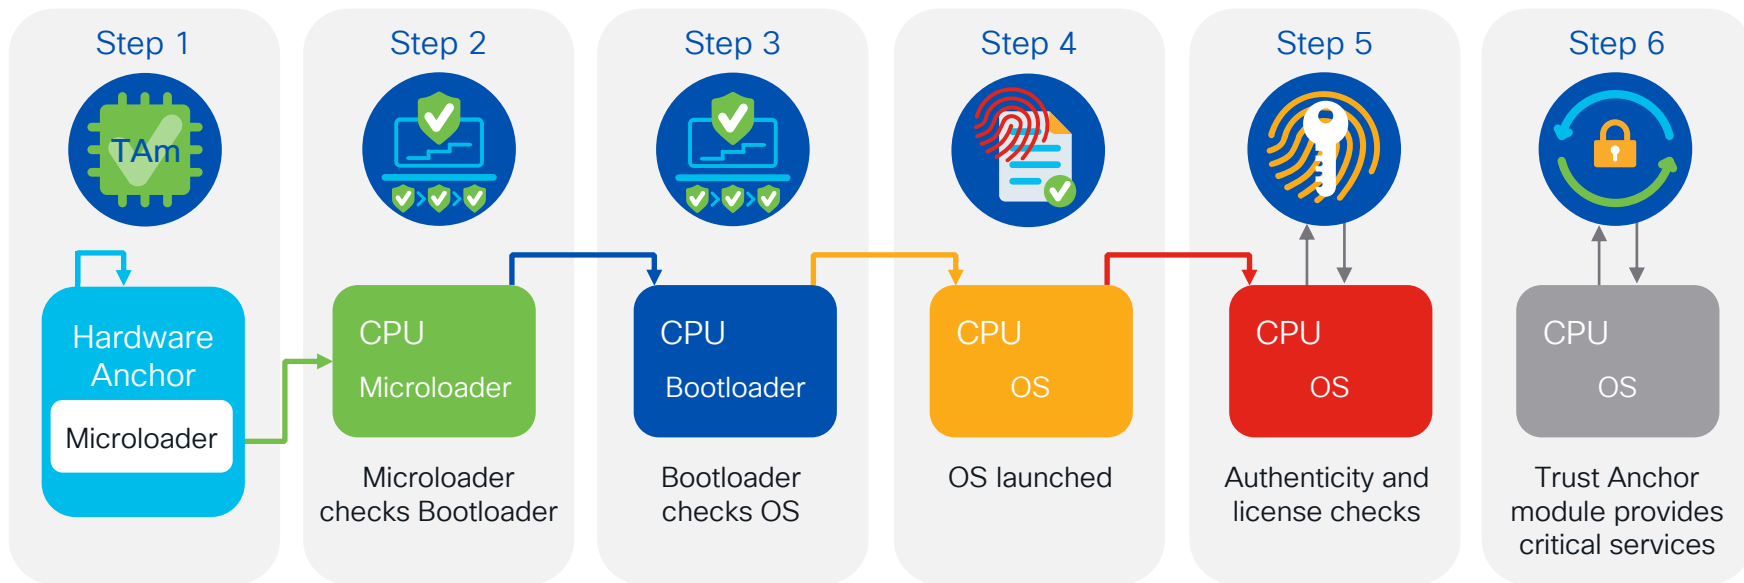 Step 1
TAm
Hardware
Anchor
Microloader
Step 2
CPU
Microloader
Microloader
checks Bootloader
Step 3
CPU
Bootloader
Bootloader
checks OS
Step 4
CPU
OS
OS launched
Step 5
CPU
OS
Authenticity and
license checks
Step 6
CPU
OS
Trust Anchor
module provides
critical services